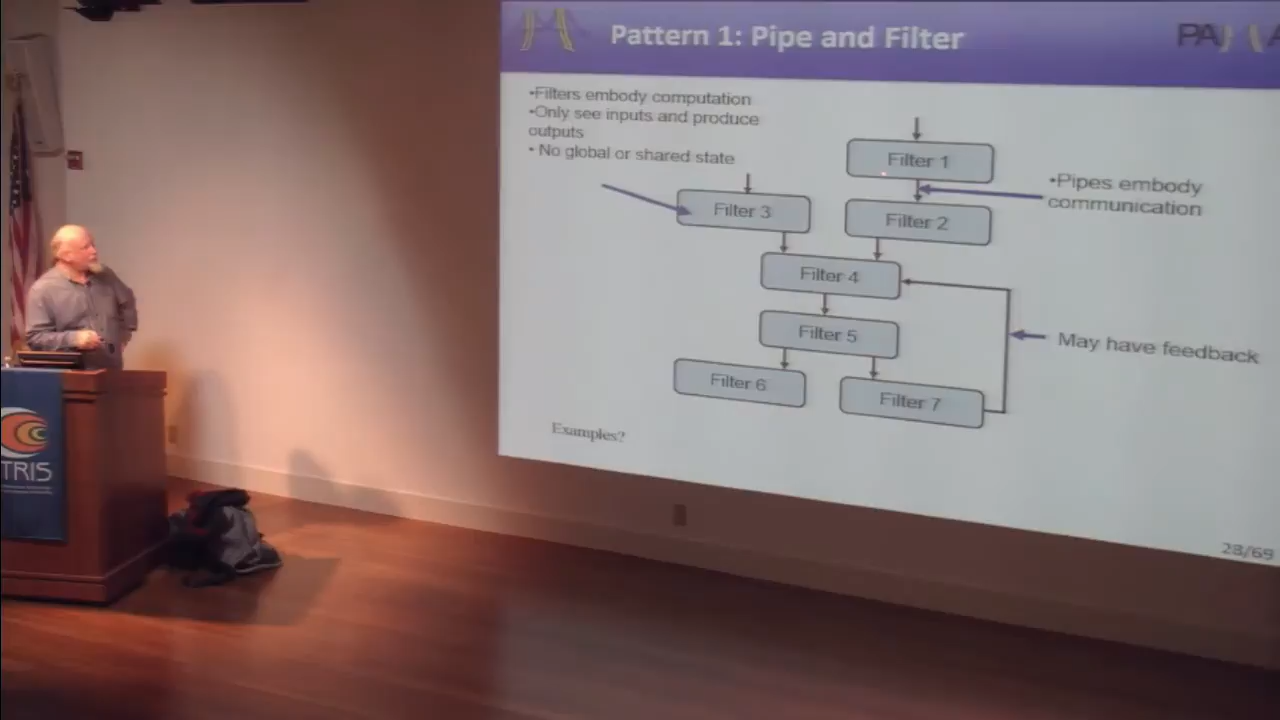 Pattern 1: Pipe and Filter
PA
•Filters embody computation
•Only see inputs and produce
outputs
• No global or shared state
Filter 1
•Pipes embody
communication
Filter 3
Filter 2
Filter 4
Filter 5
May have feedback
Filter 6
Filter 7
Examples?
28/69
TRIS